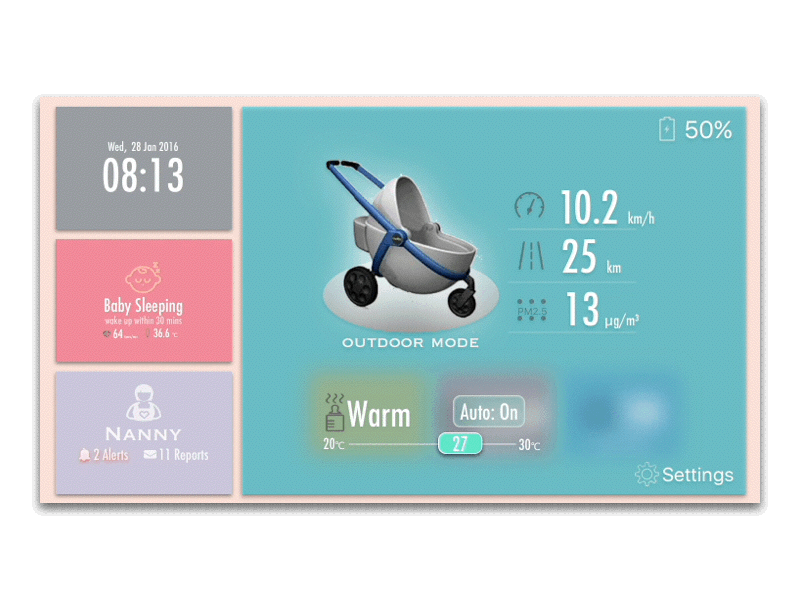 Wed, 28 Jan 2016
08:13
Baby Sleeping
wake up within 30 mins
64
36.6 °C
NANNY
2 Alerts
11 Reports
50%
10.2 km/h
25 km
PM2.5
13 µg/m³
OUTDOOR MODE
Warm
Auto: On
20°C
27
30°C
Settings